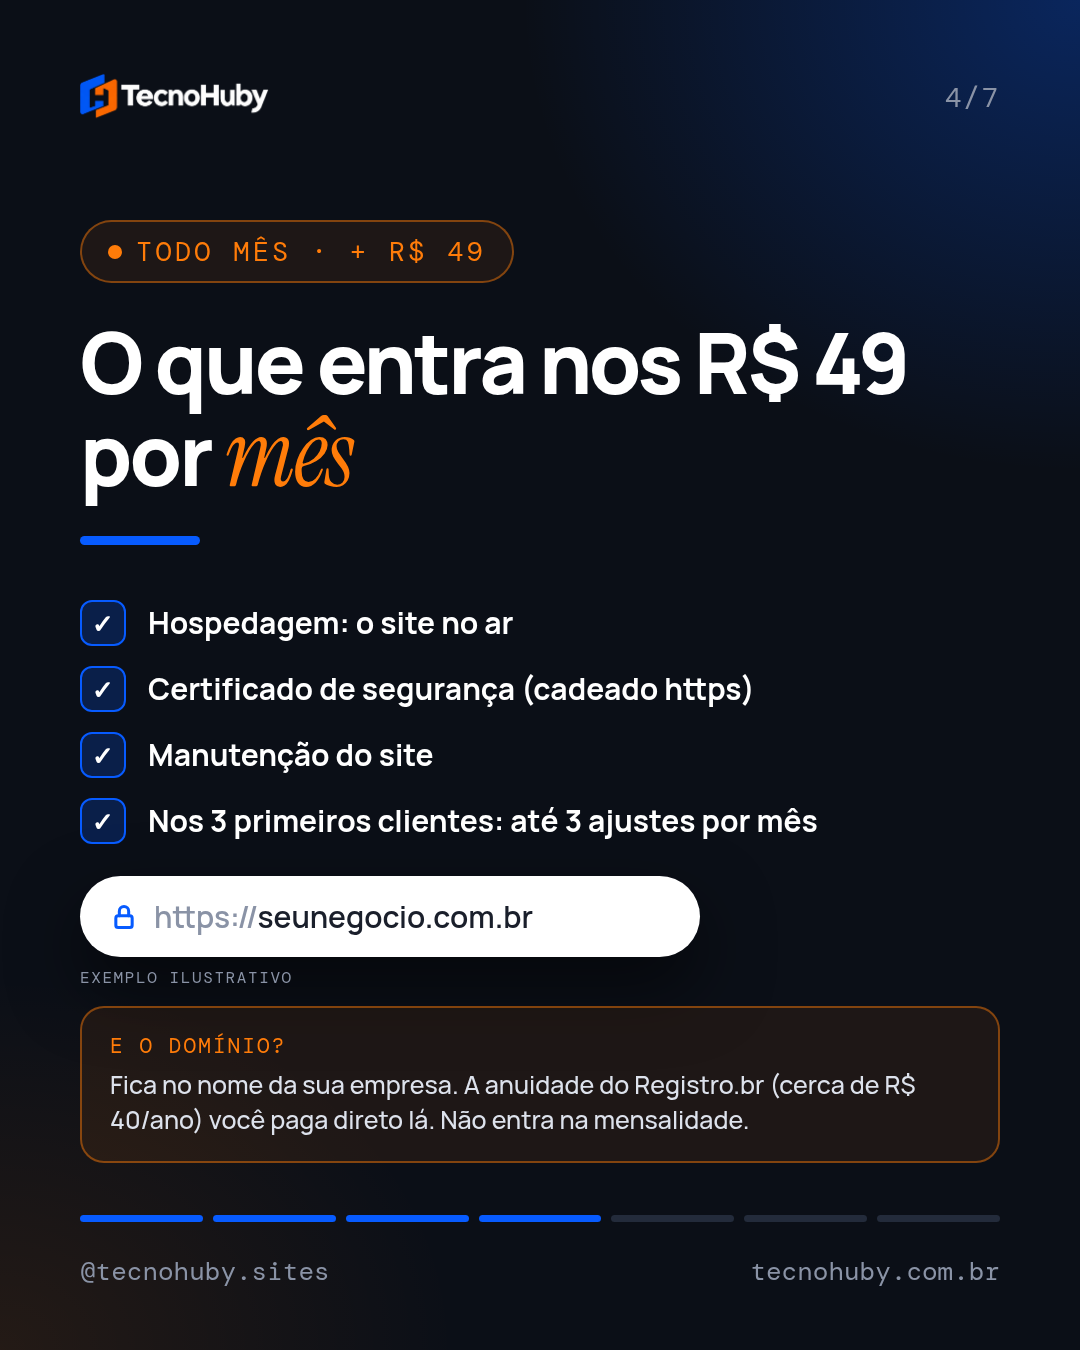 TecnoHuby
4/7
TODO MÊS · + R$ 49
O que entra nos R$ 49
por mês
✓ Hospedagem: o site no ar
✓ Certificado de segurança (cadeado https)
✓ Manutenção do site
✓ Nos 3 primeiros clientes: até 3 ajustes por mês
https://seunegocio.com.br
EXEMPLO ILUSTRATIVO
E O DOMÍNIO?
Fica no nome da sua empresa. A anuidade do Registro.br (cerca de R$
40/ano) você paga direto lá. Não entra na mensalidade.
@tecnohuby.sites
tecnohuby.com.br